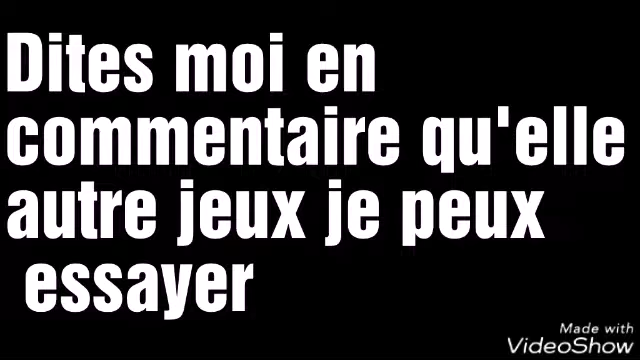 Dites moi en
commentaire qu'elle
autre jeux je peux
essayer
Made with
VideoShow